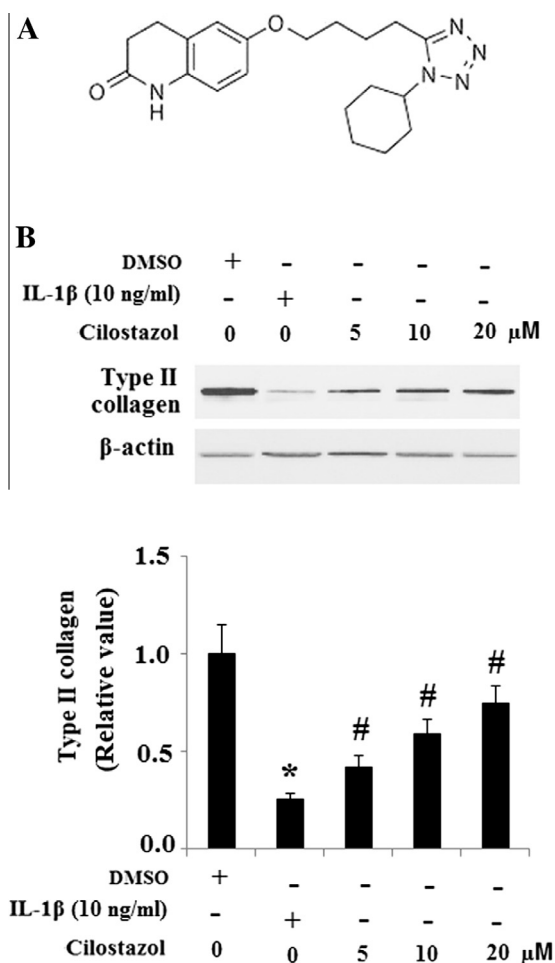 A
O
N
H
O
N
N
N
N
B
DMSO + - - - -
IL-1β (10 ng/ml) - + - - -
Cilostazol 0 0 5 10 20 μM
Type II
collagen
β-actin
Type II collagen
(Relative value)
1.5
1.0
0.5
0.0
*
#
#
#
DMSO + - - - -
IL-1β (10 ng/ml) - + - - -
Cilostazol 0 0 5 10 20 μM